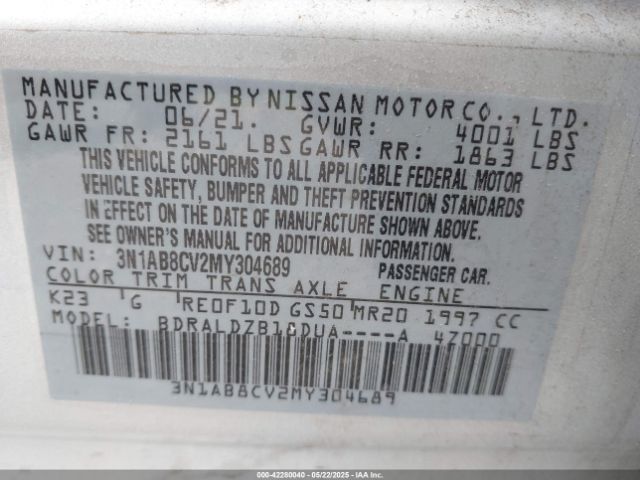 MANUFACTURED BY NISSAN MOTOR CO., LTD.
DATE: 06/21. GVWR: 4001 LBS
GAWR FR: 2161 LBS GAWR RR: 1863 LBS
THIS VEHICLE CONFORMS TO ALL APPLICABLE FEDERAL MOTOR
VEHICLE SAFETY, BUMPER AND THEFT PREVENTION STANDARDS
IN EFFECT ON THE DATE OF MANUFACTURE SHOWN ABOVE.
SEE OWNER'S MANUAL FOR ADDITIONAL INFORMATION
VIN: 3N1AB8CV2MY304689 PASSENGER CAR.
COLOR TRIM TRANS AXLE ENGINE
K23 G RE0F10D GS50 MR20 1997 CC
MODEL: BDRALDZB18DUA----A 47000
3N1AB8CV2MY304689
000-42280040 | 05/22/2025 | IAA Inc.